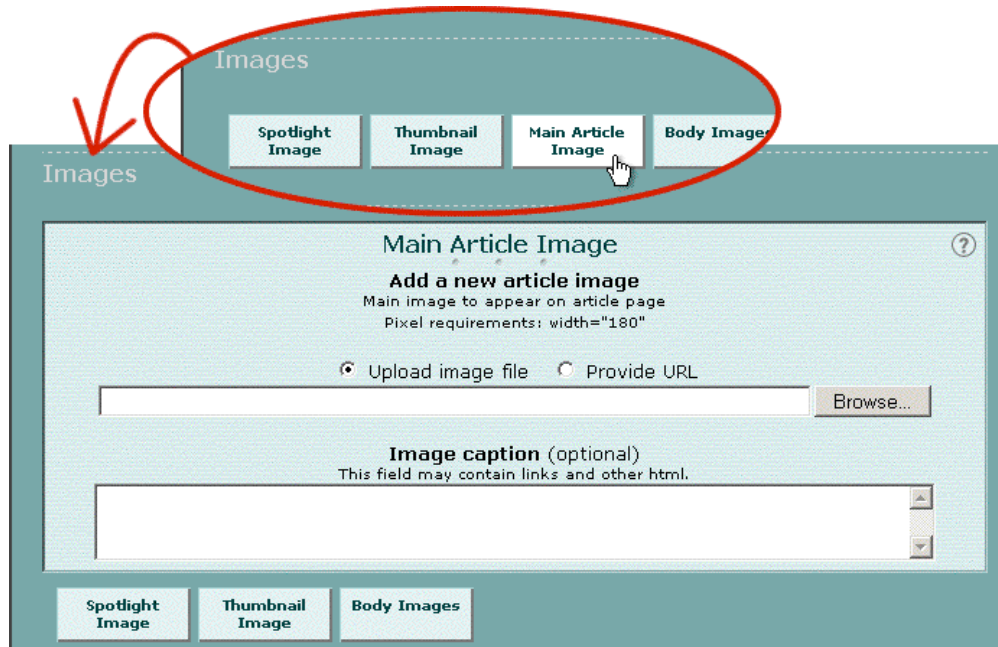 Images
Spotlight Image
Thumbnail Image
Main Article Image
Body Images
Images
Main Article Image
?
Add a new article image
Main image to appear on article page
Pixel requirements: width="180"
Upload image file
Provide URL
Browse...
Image caption (optional)
This field may contain links and other html.
Spotlight Image
Thumbnail Image
Body Images